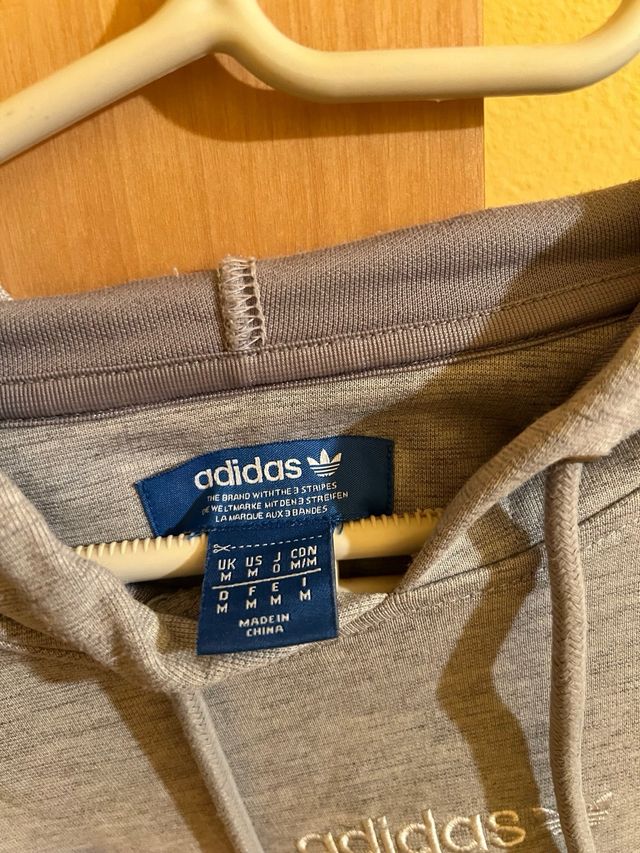 adidas
THE BRAND WITH THE 3 STRIPES
DIE WELTMARKE MIT DEN 3 STREIFEN
LA MARQUE AUX 3 BANDES
UK US J CDN
M M O M/M
D F E I
M M M M
MADE IN
CHINA
adidas